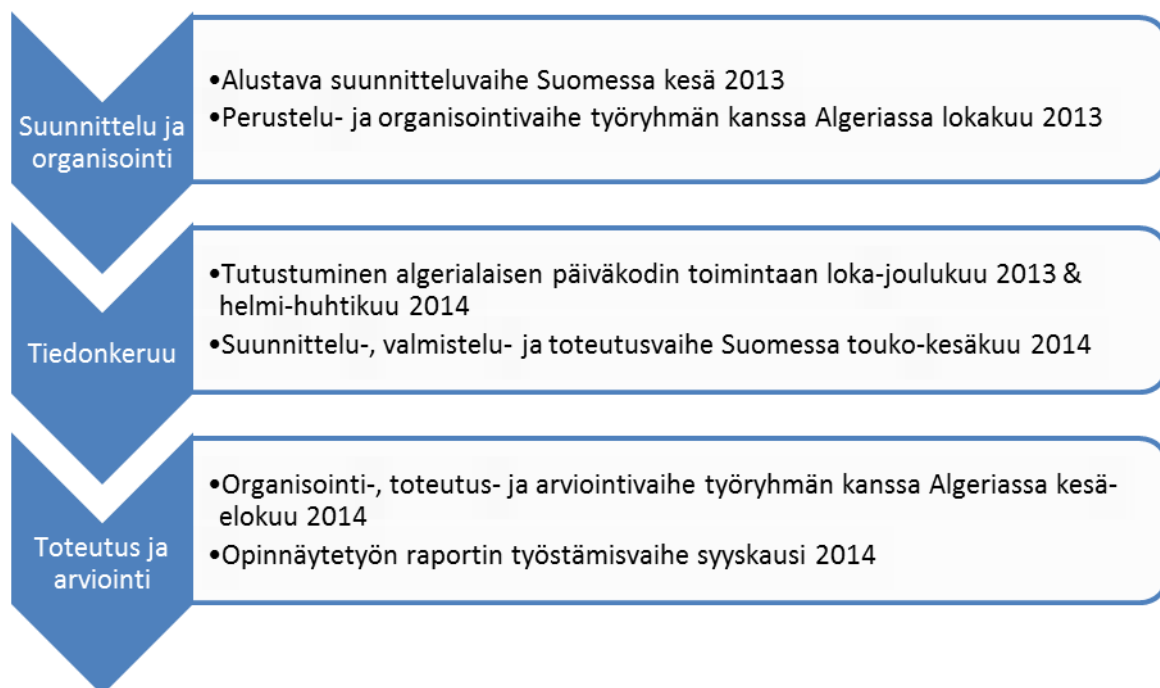 Suunnittelu ja
organisointi
•Alustava suunnitteluvaihe Suomessa kesä 2013
•Perustelu- ja organisointivaihe työryhmän kanssa Algeriassa lokakuu 2013
Tiedonkeruu
•Tutustuminen algerialaisen päiväkodin toimintaan loka-joulukuu 2013 &
helmi-huhtikuu 2014
•Suunnittelu-, valmistelu- ja toteutusvaihe Suomessa touko-kesäkuu 2014
Toteutus ja
arviointi
•Organisointi-, toteutus- ja arviointivaihe työryhmän kanssa Algeriassa kesä-
elokuu 2014
•Opinnäytetyön raportin työstämisvaihe syyskausi 2014